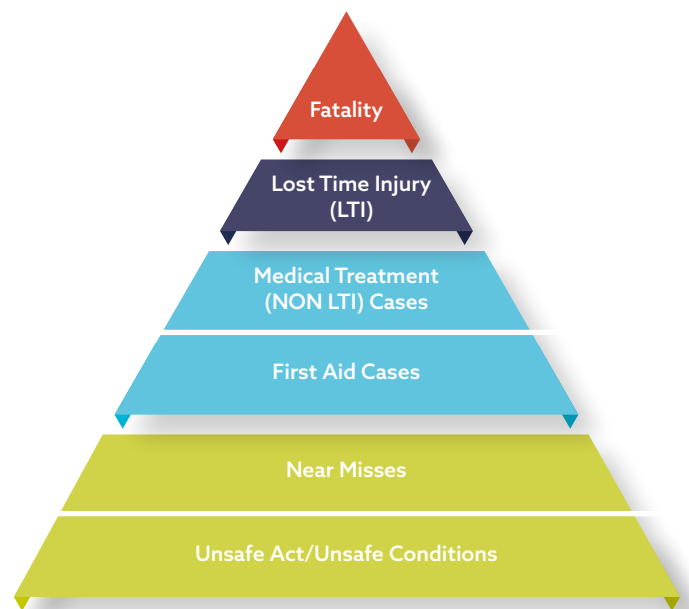 Fatality
Lost Time Injury
(LTI)
Medical Treatment
(NON LTI) Cases
First Aid Cases
Near Misses
Unsafe Act/Unsafe Conditions